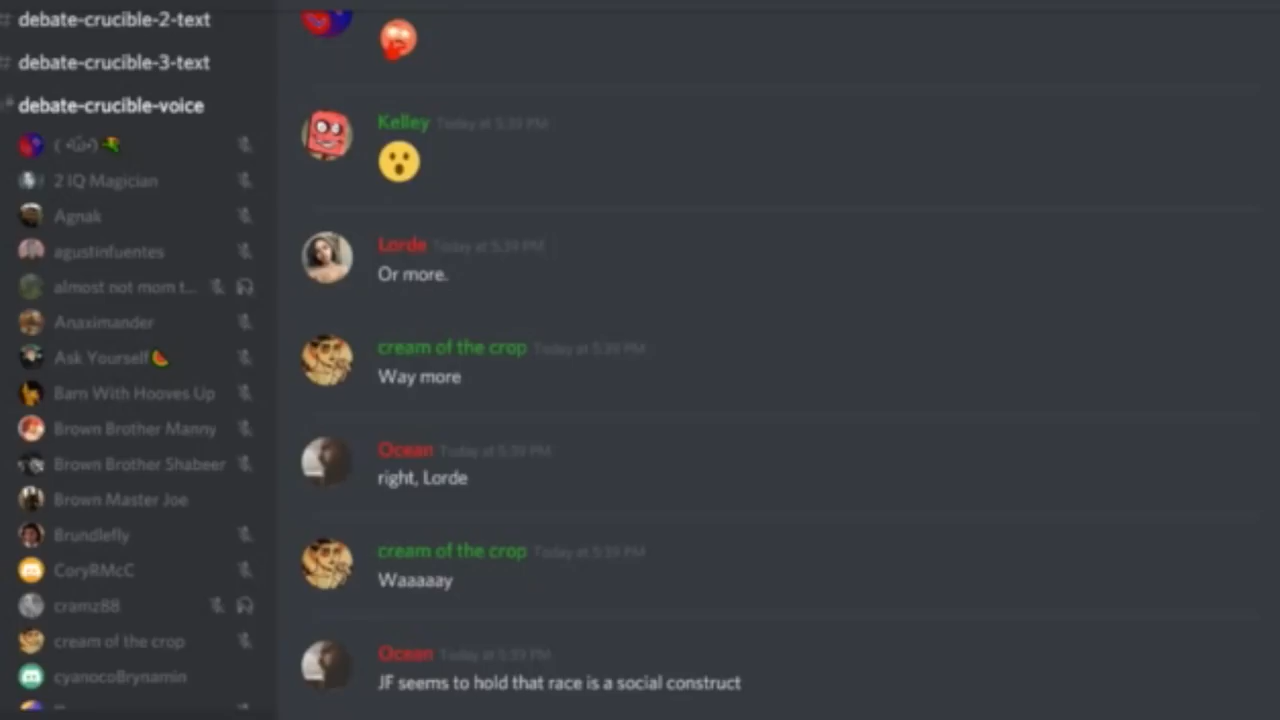 debate-crucible-2-text
debate-crucible-3-text
debate-crucible-voice
2 IQ Magician
Agnak
agustinfuentes
almost not mom t...
Anaximander
Ask Yourself
Barn With Hooves Up
Brown Brother Manny
Brown Brother Shabeer
Brown Master Joe
Brundlefly
CoryRMcC
cramz88
cream of the crop
cyanocoBrynamin
Kelley Today at 5:39 PM
Lorde Today at 5:39 PM
Or more.
cream of the crop Today at 5:39 PM
Way more
Ocean Today at 5:39 PM
right, Lorde
cream of the crop Today at 5:39 PM
Waaaaay
Ocean Today at 5:39 PM
JF seems to hold that race is a social construct